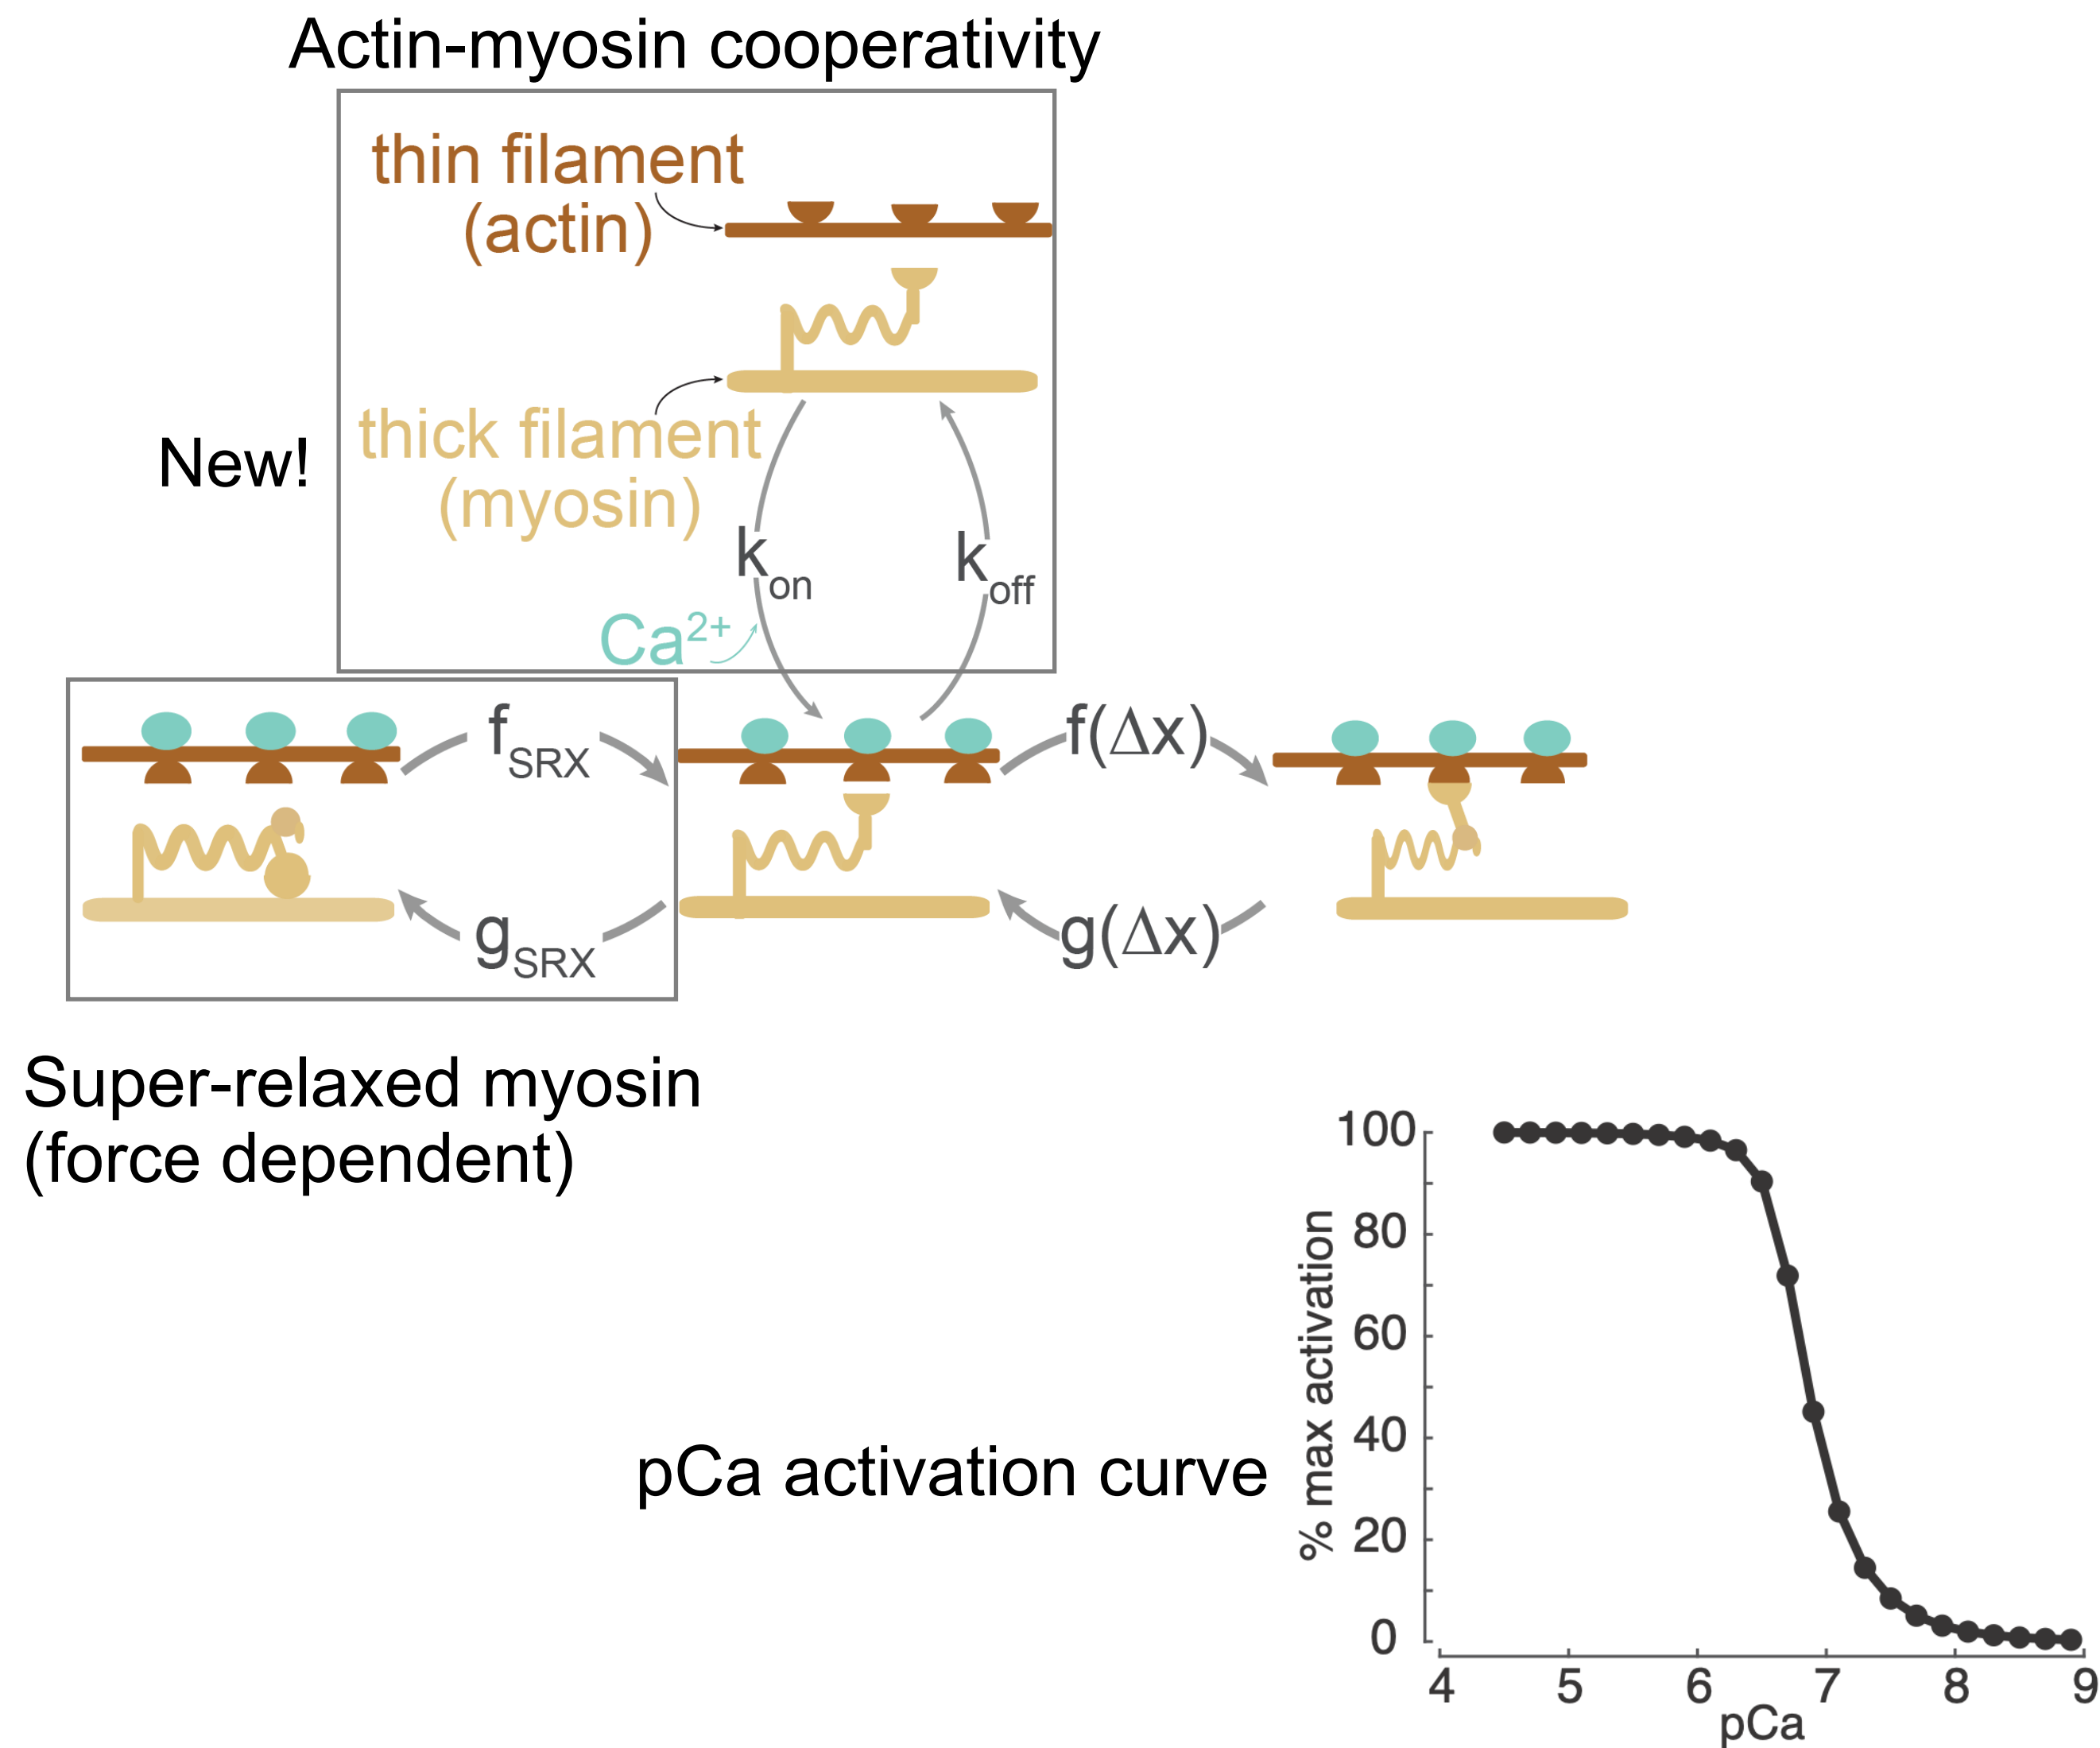 Actin-myosin cooperativity
thin filament
(actin)
thick filament
(myosin)
New!
kon
koff
Ca2+
fSRX
f(Δx)
gSRX
g(Δx)
Super-relaxed myosin
(force dependent)
pCa activation curve
% max activation
100
80
60
40
20
0
4 5 6 7 8 9
pCa